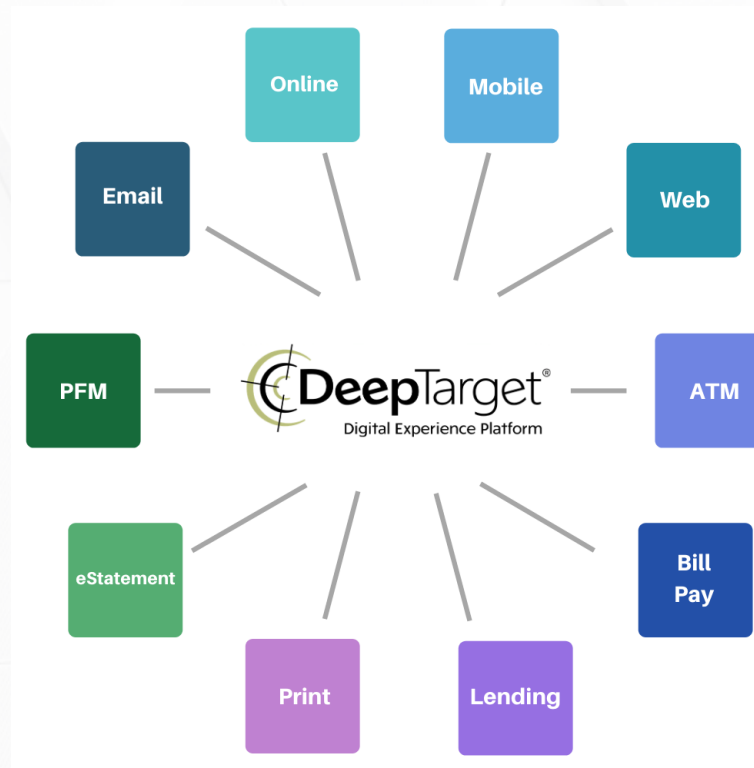 Online
Mobile
Email
Web
PFM
DeepTarget®
Digital Experience Platform
ATM
eStatement
Bill
Pay
Print
Lending